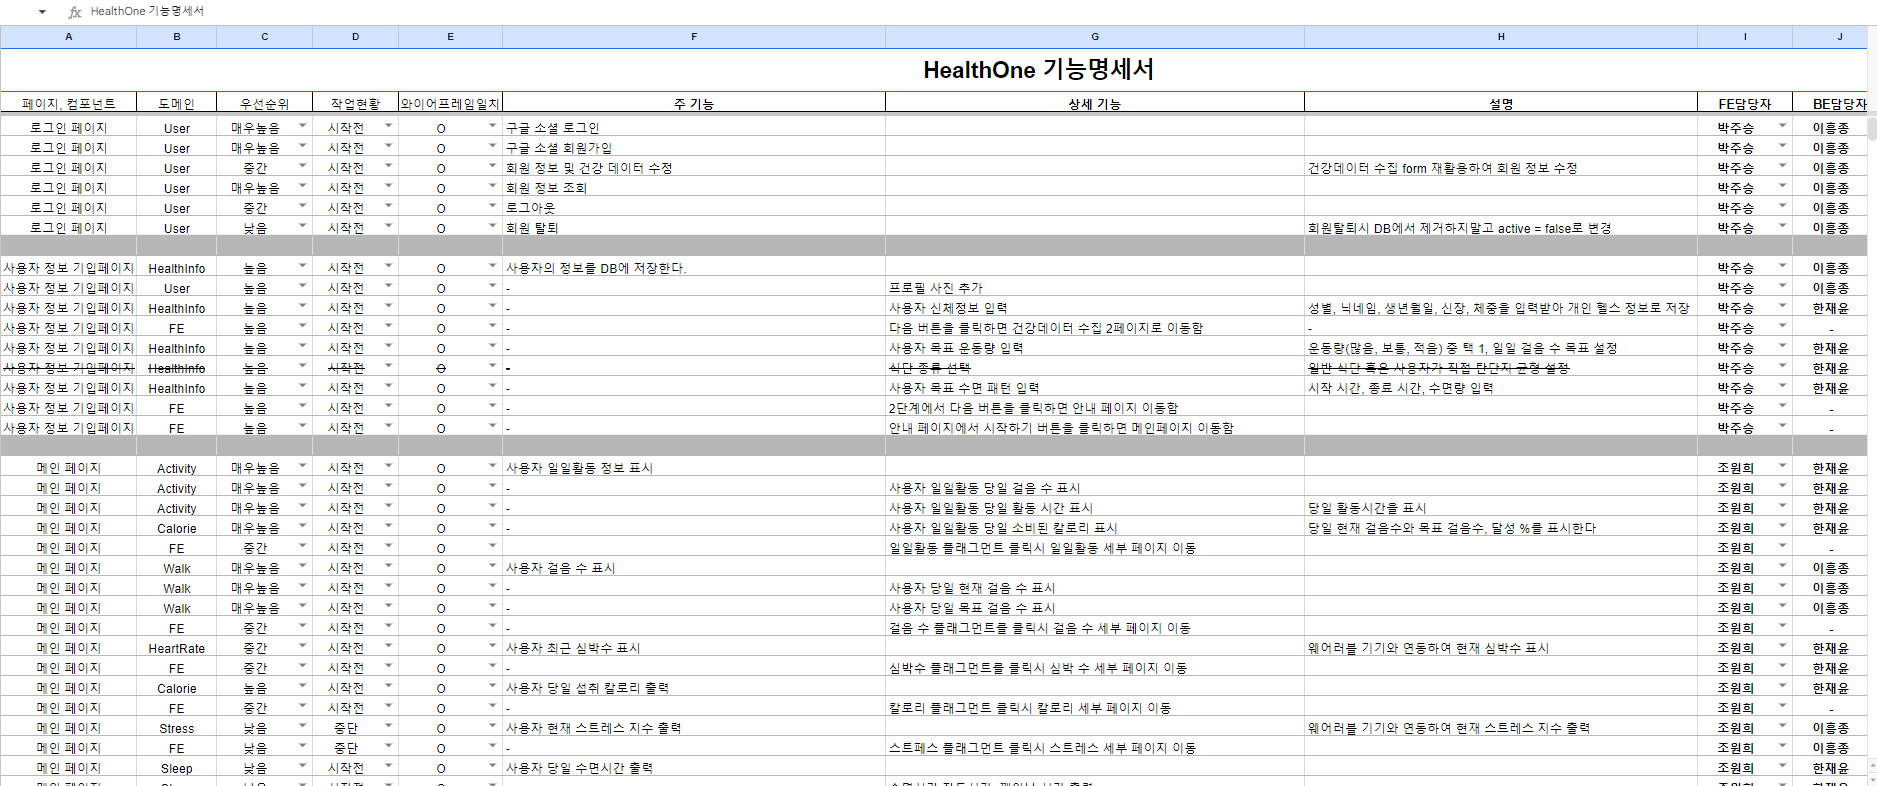 HealthOne 기능명세서
A B C D E F G H I J
HealthOne 기능명세서
페이지, 컴포넌트 도메인 우선순위 작업현황 와이어프레임일치 주 기능 상세 기능 설명 FE담당자 BE담당자
로그인 페이지 User 매우높음 시작전 O 구글 소셜 로그인 박주승 이흥종
로그인 페이지 User 매우높음 시작전 O 구글 소셜 회원가입 박주승 이흥종
로그인 페이지 User 중간 시작전 O 회원 정보 및 건강 데이터 수정 건강데이터 수집 form 재활용하여 회원 정보 수정 박주승 이흥종
로그인 페이지 User 매우높음 시작전 O 회원 정보 조회 박주승 이흥종
로그인 페이지 User 중간 시작전 O 로그아웃 박주승 이흥종
로그인 페이지 User 낮음 시작전 O 회원 탈퇴 회원탈퇴시 DB에서 제거하지말고 active = false로 변경 박주승 이흥종
사용자 정보 기입페이지 HealthInfo 높음 시작전 O 사용자의 정보를 DB에 저장한다. 박주승 이흥종
사용자 정보 기입페이지 User 높음 시작전 O - 프로필 사진 추가 박주승 이흥종
사용자 정보 기입페이지 HealthInfo 높음 시작전 O - 사용자 신체정보 입력 성별, 닉네임, 생년월일, 신장, 체중을 입력받아 개인 헬스 정보로 저장 박주승 한재윤
사용자 정보 기입페이지 FE 높음 시작전 O - 다음 버튼을 클릭하면 건강데이터 수집 2페이지로 이동함 - 박주승 -
사용자 정보 기입페이지 HealthInfo 높음 시작전 O - 사용자 목표 운동량 입력 운동량(많음, 보통, 적음) 중 택 1, 일일 걸음 수 목표 설정 박주승 한재윤
사용자 정보 기입페이지 HealthInfo 높음 시작전 O - 식단 종류 선택 일반 식단 혹은 사용자가 직접 탄단지 균형 설정 박주승 한재윤
사용자 정보 기입페이지 HealthInfo 높음 시작전 O - 사용자 목표 수면 패턴 입력 시작 시간, 종료 시간, 수면량 입력 박주승 한재윤
사용자 정보 기입페이지 FE 높음 시작전 O - 2단계에서 다음 버튼을 클릭하면 안내 페이지 이동함 박주승 -
사용자 정보 기입페이지 FE 높음 시작전 O - 안내 페이지에서 시작하기 버튼을 클릭하면 메인페이지 이동함 박주승 -
메인 페이지 Activity 매우높음 시작전 O 사용자 일일활동 정보 표시 조원희 한재윤
메인 페이지 Activity 매우높음 시작전 O - 사용자 일일활동 당일 걸음 수 표시 조원희 한재윤
메인 페이지 Activity 매우높음 시작전 O - 사용자 일일활동 당일 활동 시간 표시 당일 활동시간을 표시 조원희 한재윤
메인 페이지 Calorie 매우높음 시작전 O - 사용자 일일활동 당일 소비된 칼로리 표시 당일 현재 걸음수와 목표 걸음수, 달성 %를 표시한다 조원희 한재윤
메인 페이지 FE 중간 시작전 O 일일활동 플래그먼트 클릭시 일일활동 세부 페이지 이동 조원희 -
메인 페이지 Walk 매우높음 시작전 O 사용자 걸음 수 표시 조원희 이흥종
메인 페이지 Walk 매우높음 시작전 O - 사용자 당일 현재 걸음 수 표시 조원희 이흥종
메인 페이지 Walk 매우높음 시작전 O - 사용자 당일 목표 걸음 수 표시 조원희 이흥종
메인 페이지 FE 중간 시작전 O - 걸음 수 플래그먼트를 클릭시 걸음 수 세부 페이지 이동 조원희 -
메인 페이지 HeartRate 중간 시작전 O 사용자 최근 심박수 표시 웨어러블 기기와 연동하여 현재 심박수 표시 조원희 한재윤
메인 페이지 FE 중간 시작전 O - 심박수 플래그먼트를 클릭시 심박 수 세부 페이지 이동 조원희 한재윤
메인 페이지 Calorie 높음 시작전 O 사용자 당일 섭취 칼로리 출력 조원희 한재윤
메인 페이지 FE 중간 시작전 O - 칼로리 플래그먼트 클릭시 칼로리 세부 페이지 이동 조원희 -
메인 페이지 Stress 낮음 중단 O 사용자 현재 스트레스 지수 출력 웨어러블 기기와 연동하여 현재 스트레스 지수 출력 조원희 이흥종
메인 페이지 FE 낮음 중단 O - 스트페스 플래그먼트 클릭시 스트레스 세부 페이지 이동 조원희 이흥종
메인 페이지 Sleep 낮음 시작전 O 사용자 당일 수면시간 출력 조원희 한재윤